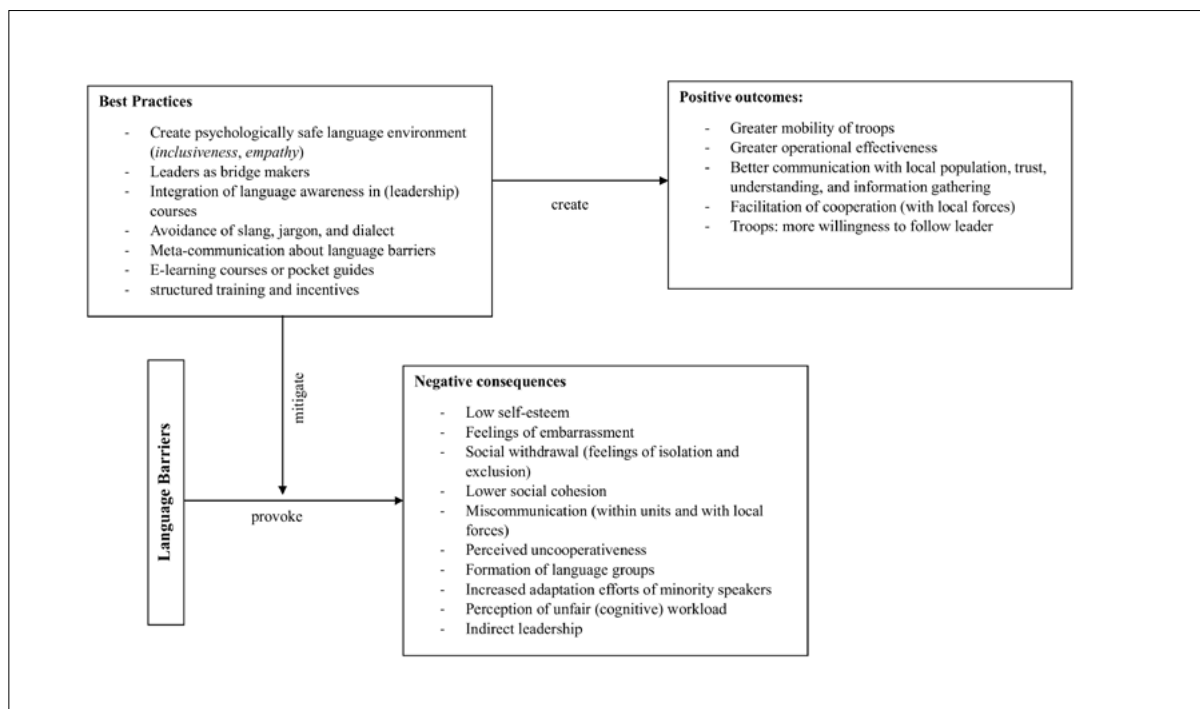 Best Practices
- Create psychologically safe language environment
(inclusiveness, empathy)
- Leaders as bridge makers
- Integration of language awareness in (leadership)
courses
- Avoidance of slang, jargon, and dialect
- Meta-communication about language barriers
- E-learning courses or pocket guides
- structured training and incentives
create
Positive outcomes:
- Greater mobility of troops
- Greater operational effectiveness
- Better communication with local population, trust,
understanding, and information gathering
- Facilitation of cooperation (with local forces)
- Troops: more willingness to follow leader
mitigate
Language Barriers
provoke
Negative consequences
- Low self-esteem
- Feelings of embarrassment
- Social withdrawal (feelings of isolation and
exclusion)
- Lower social cohesion
- Miscommunication (within units and with local
forces)
- Perceived uncooperativeness
- Formation of language groups
- Increased adaptation efforts of minority speakers
- Perception of unfair (cognitive) workload
- Indirect leadership